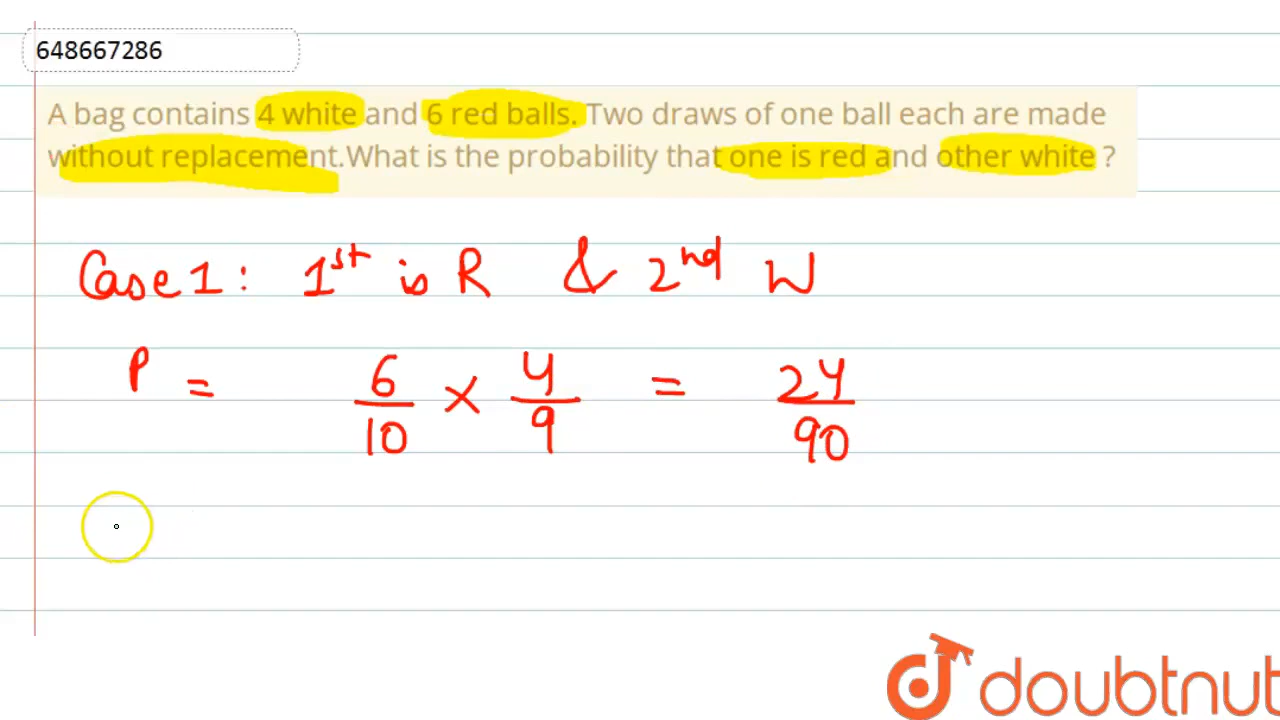 648667286
A bag contains 4 white and 6 red balls. Two draws of one ball each are made
without replacement.What is the probability that one is red and other white ?
Case 1 : 1st is R & 2nd W
P = 6/10 × 4/9 = 24/90
doubtnut